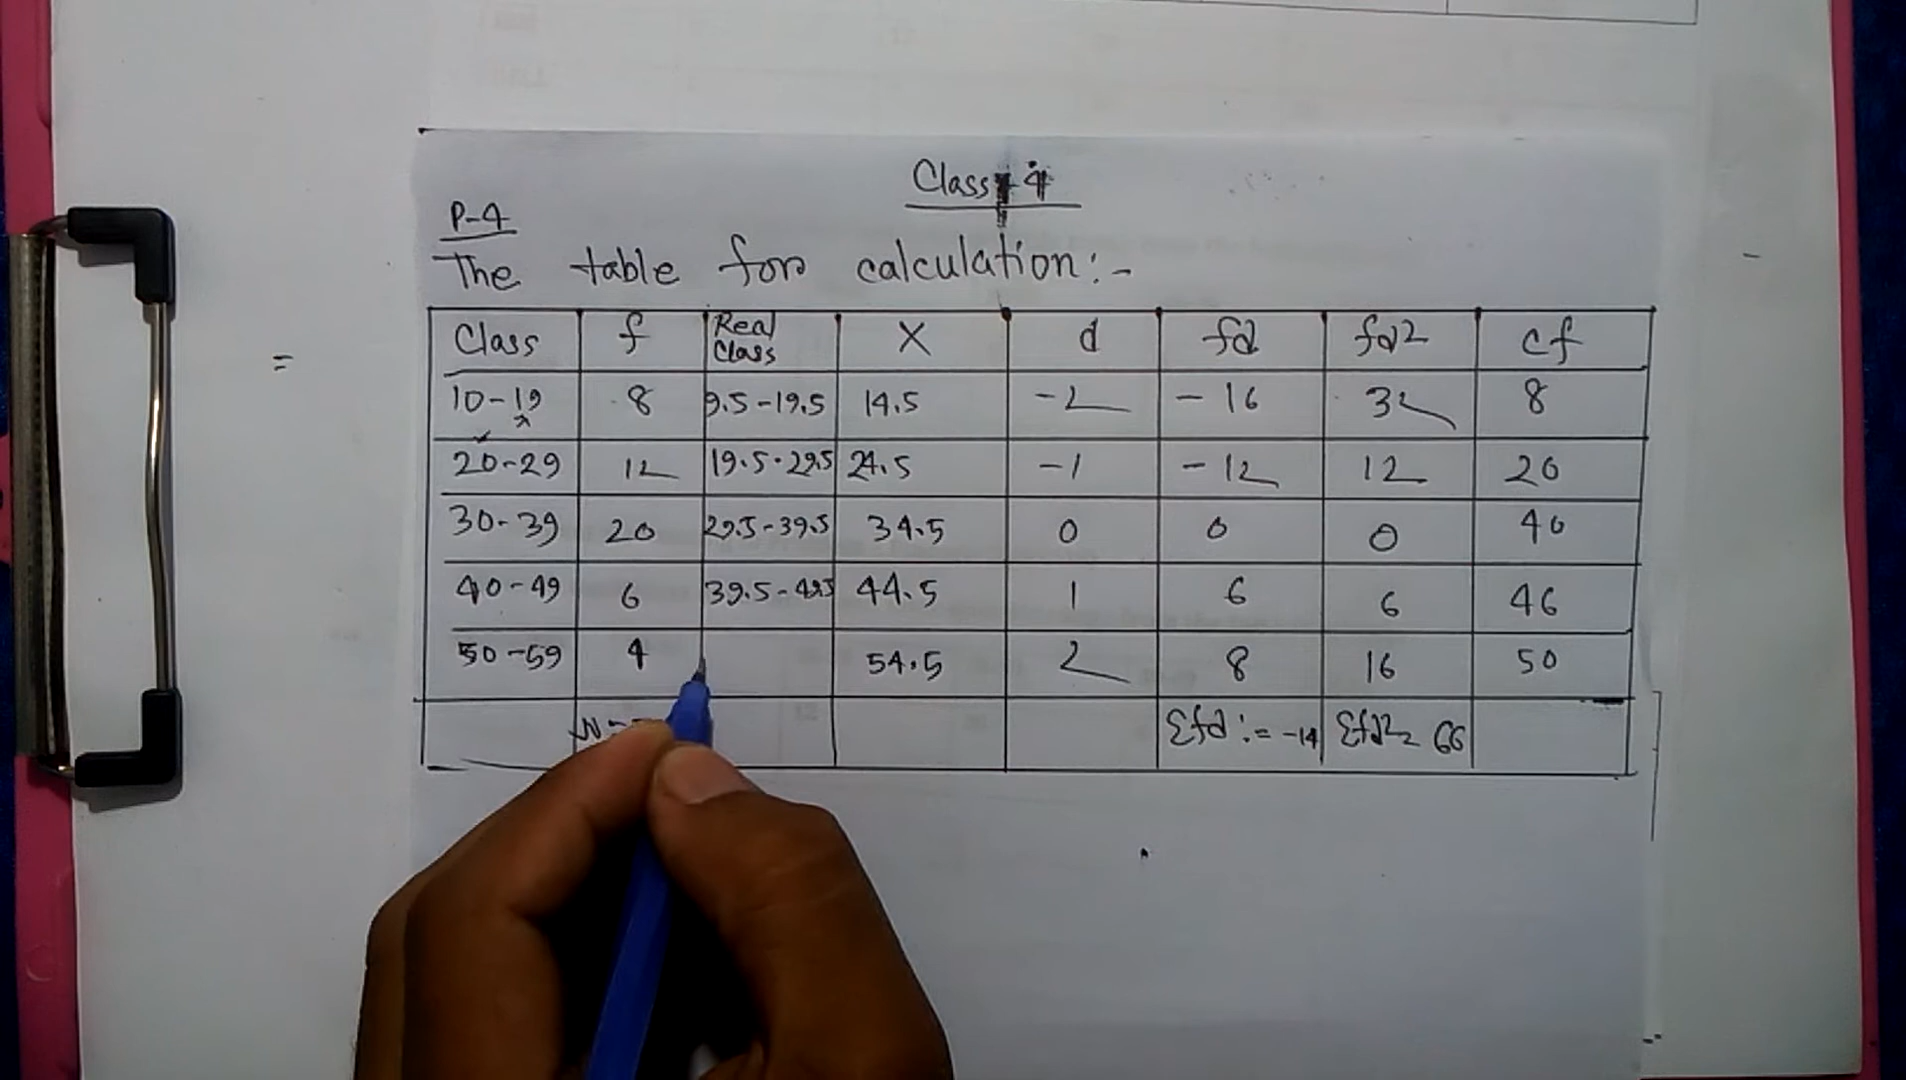 Class-4
P-4
The table for calculation:-
Class f Real Class X d fd fd2 cf
10-19 8 9.5-19.5 14.5 -2 -16 32 8
20-29 12 19.5-29.5 24.5 -1 -12 12 20
30-39 20 29.5-39.5 34.5 0 0 0 40
40-49 6 39.5-49.5 44.5 1 6 6 46
50-59 4 54.5 2 8 16 50
N= Σfd:=-14 Σfd2= 66
=